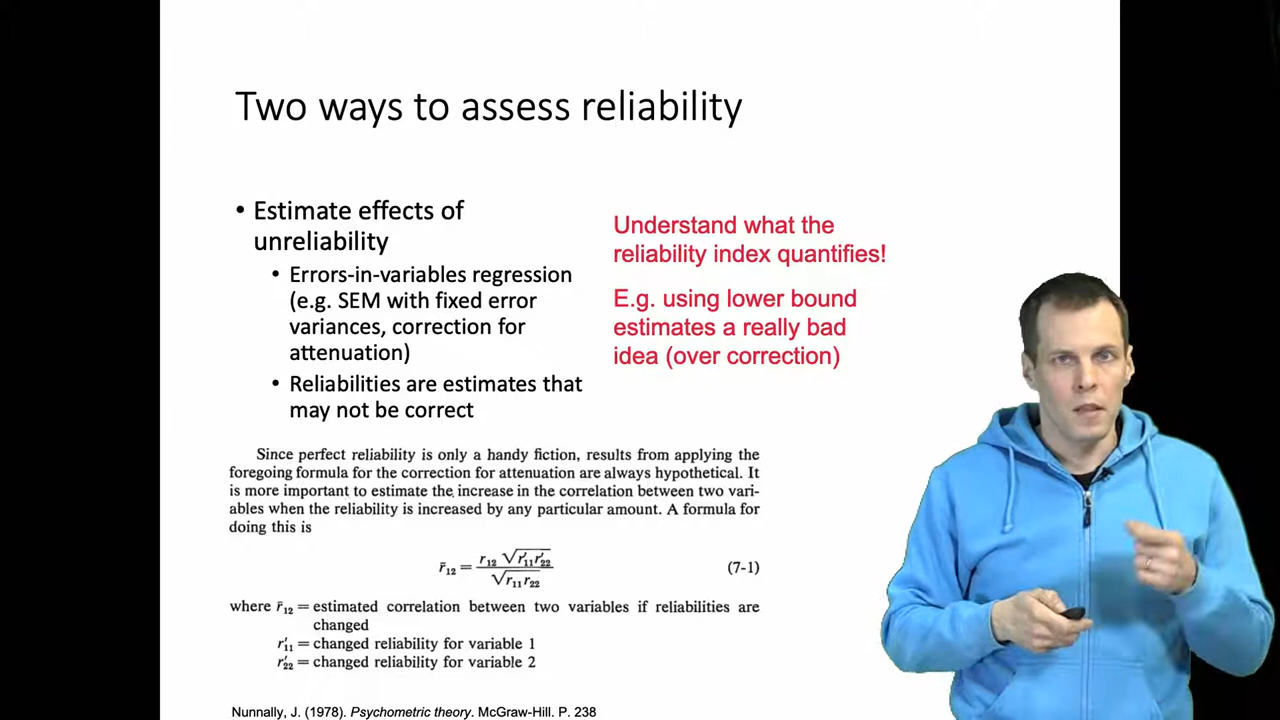 Two ways to assess reliability
• Estimate effects of
unreliability
• Errors-in-variables regression
(e.g. SEM with fixed error
variances, correction for
attenuation)
• Reliabilities are estimates that
may not be correct
Understand what the
reliability index quantifies!
E.g. using lower bound
estimates a really bad
idea (over correction)
Since perfect reliability is only a handy fiction, results from applying the
foregoing formula for the correction for attenuation are always hypothetical. It
is more important to estimate the increase in the correlation between two vari-
ables when the reliability is increased by any particular amount. A formula for
doing this is
r̄₁₂ = r₁₂ √r′₁₁r′₂₂ / √r₁₁r₂₂ (7-1)
where r̄₁₂ = estimated correlation between two variables if reliabilities are
changed
r′₁₁ = changed reliability for variable 1
r′₂₂ = changed reliability for variable 2
Nunnally, J. (1978). Psychometric theory. McGraw-Hill. P. 238